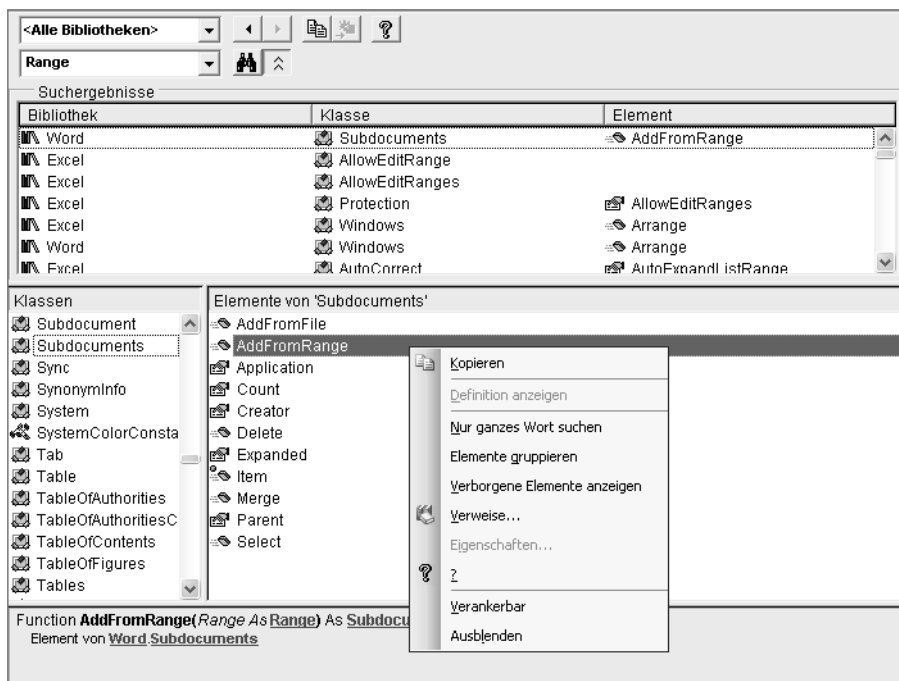 <Alle Bibliotheken>
Range
Suchergebnisse
Bibliothek Klasse Element
Word Subdocuments AddFromRange
Excel AllowEditRange
Excel AllowEditRanges
Excel Protection AllowEditRanges
Excel Windows Arrange
Word Windows Arrange
Excel AutoCorrect AutoExpandListRange
Klassen
Subdocument
Subdocuments
Sync
SynonymInfo
System
SystemColorConsta
Tab
Table
TableOfAuthorities
TableOfAuthoritiesC
TableOfContents
TableOfFigures
Tables
Elemente von 'Subdocuments'
AddFromFile
AddFromRange
Application
Count
Creator
Delete
Expanded
Item
Merge
Parent
Select
Kopieren
Definition anzeigen
Nur ganzes Wort suchen
Elemente gruppieren
Verborgene Elemente anzeigen
Verweise...
Eigenschaften...
?
Verankerbar
Ausblenden
Function AddFromRange(Range As Range) As Subdocu
Element von Word.Subdocuments